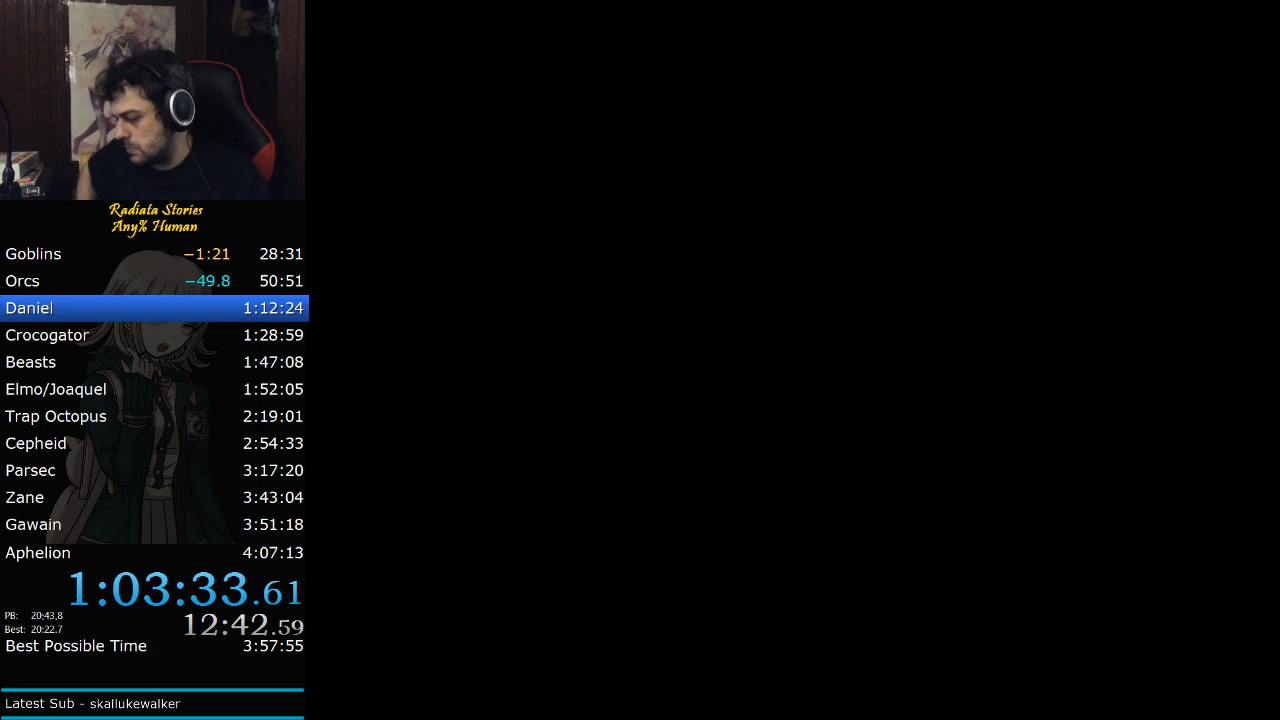 Radiata Stories
Any% Human
Goblins −1:21 28:31
Orcs −49.8 50:51
Daniel 1:12:24
Crocogator 1:28:59
Beasts 1:47:08
Elmo/Joaquel 1:52:05
Trap Octopus 2:19:01
Cepheid 2:54:33
Parsec 3:17:20
Zane 3:43:04
Gawain 3:51:18
Aphelion 4:07:13
1:03:33.61
PB: 20:43,8
Best: 20:22.7
12:42.59
Best Possible Time 3:57:55
Latest Sub - skallukewalker